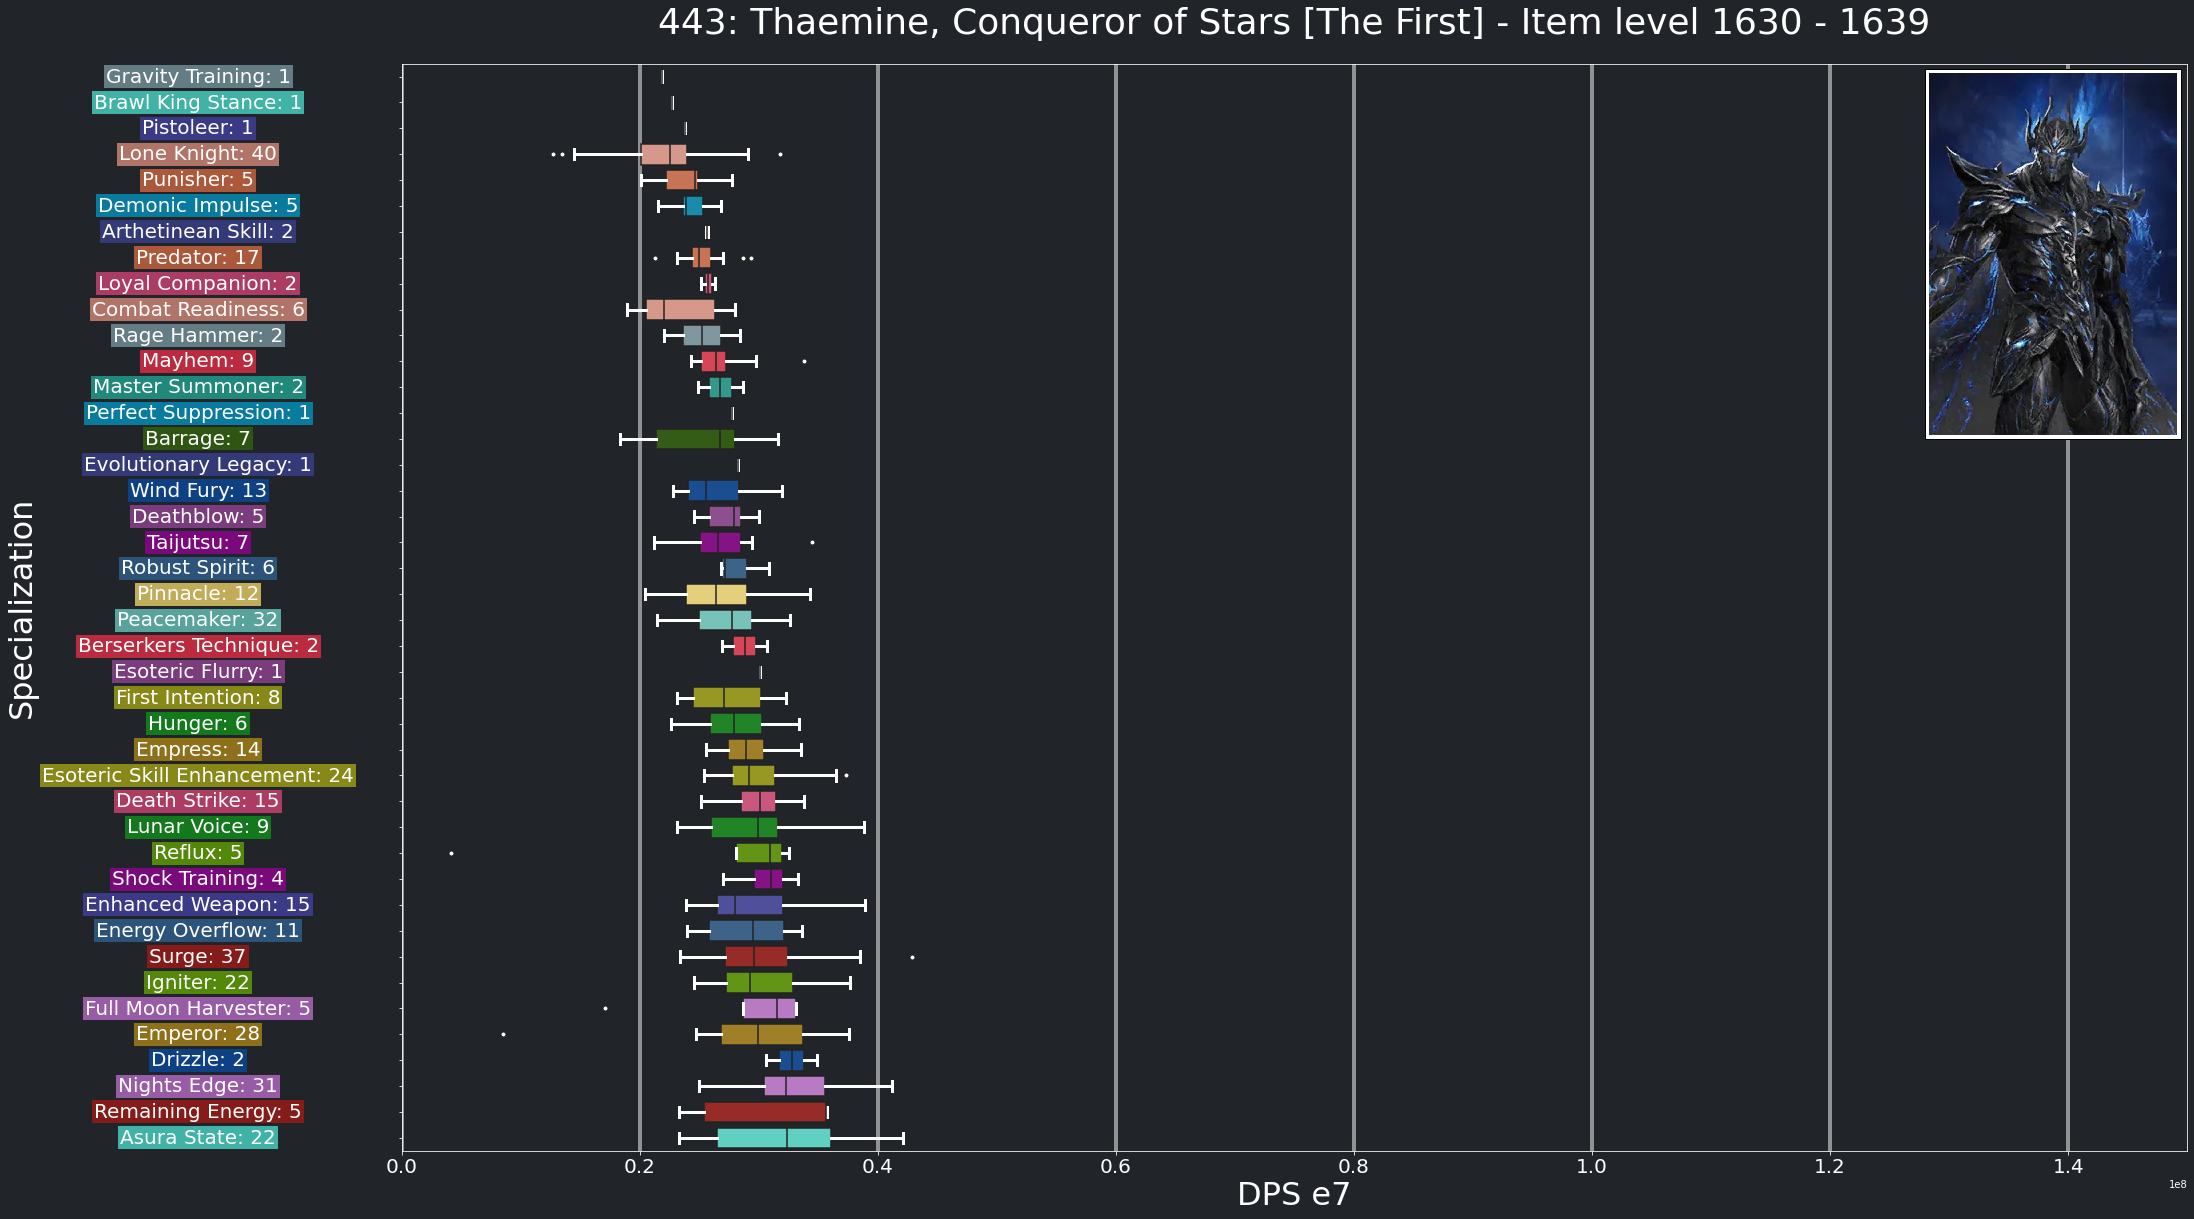 443: Thaemine, Conqueror of Stars [The First] - Item level 1630 - 1639
Gravity Training: 1
Brawl King Stance: 1
Pistoleer: 1
Lone Knight: 40
Punisher: 5
Demonic Impulse: 5
Arthetinean Skill: 2
Predator: 17
Loyal Companion: 2
Combat Readiness: 6
Rage Hammer: 2
Mayhem: 9
Master Summoner: 2
Perfect Suppression: 1
Barrage: 7
Evolutionary Legacy: 1
Wind Fury: 13
Deathblow: 5
Taijutsu: 7
Robust Spirit: 6
Pinnacle: 12
Peacemaker: 32
Berserkers Technique: 2
Esoteric Flurry: 1
First Intention: 8
Hunger: 6
Empress: 14
Esoteric Skill Enhancement: 24
Death Strike: 15
Lunar Voice: 9
Reflux: 5
Shock Training: 4
Enhanced Weapon: 15
Energy Overflow: 11
Surge: 37
Igniter: 22
Full Moon Harvester: 5
Emperor: 28
Drizzle: 2
Nights Edge: 31
Remaining Energy: 5
Asura State: 22
Specialization
0.0 0.2 0.4 0.6 0.8 1.0 1.2 1.4
DPS e7
1e8